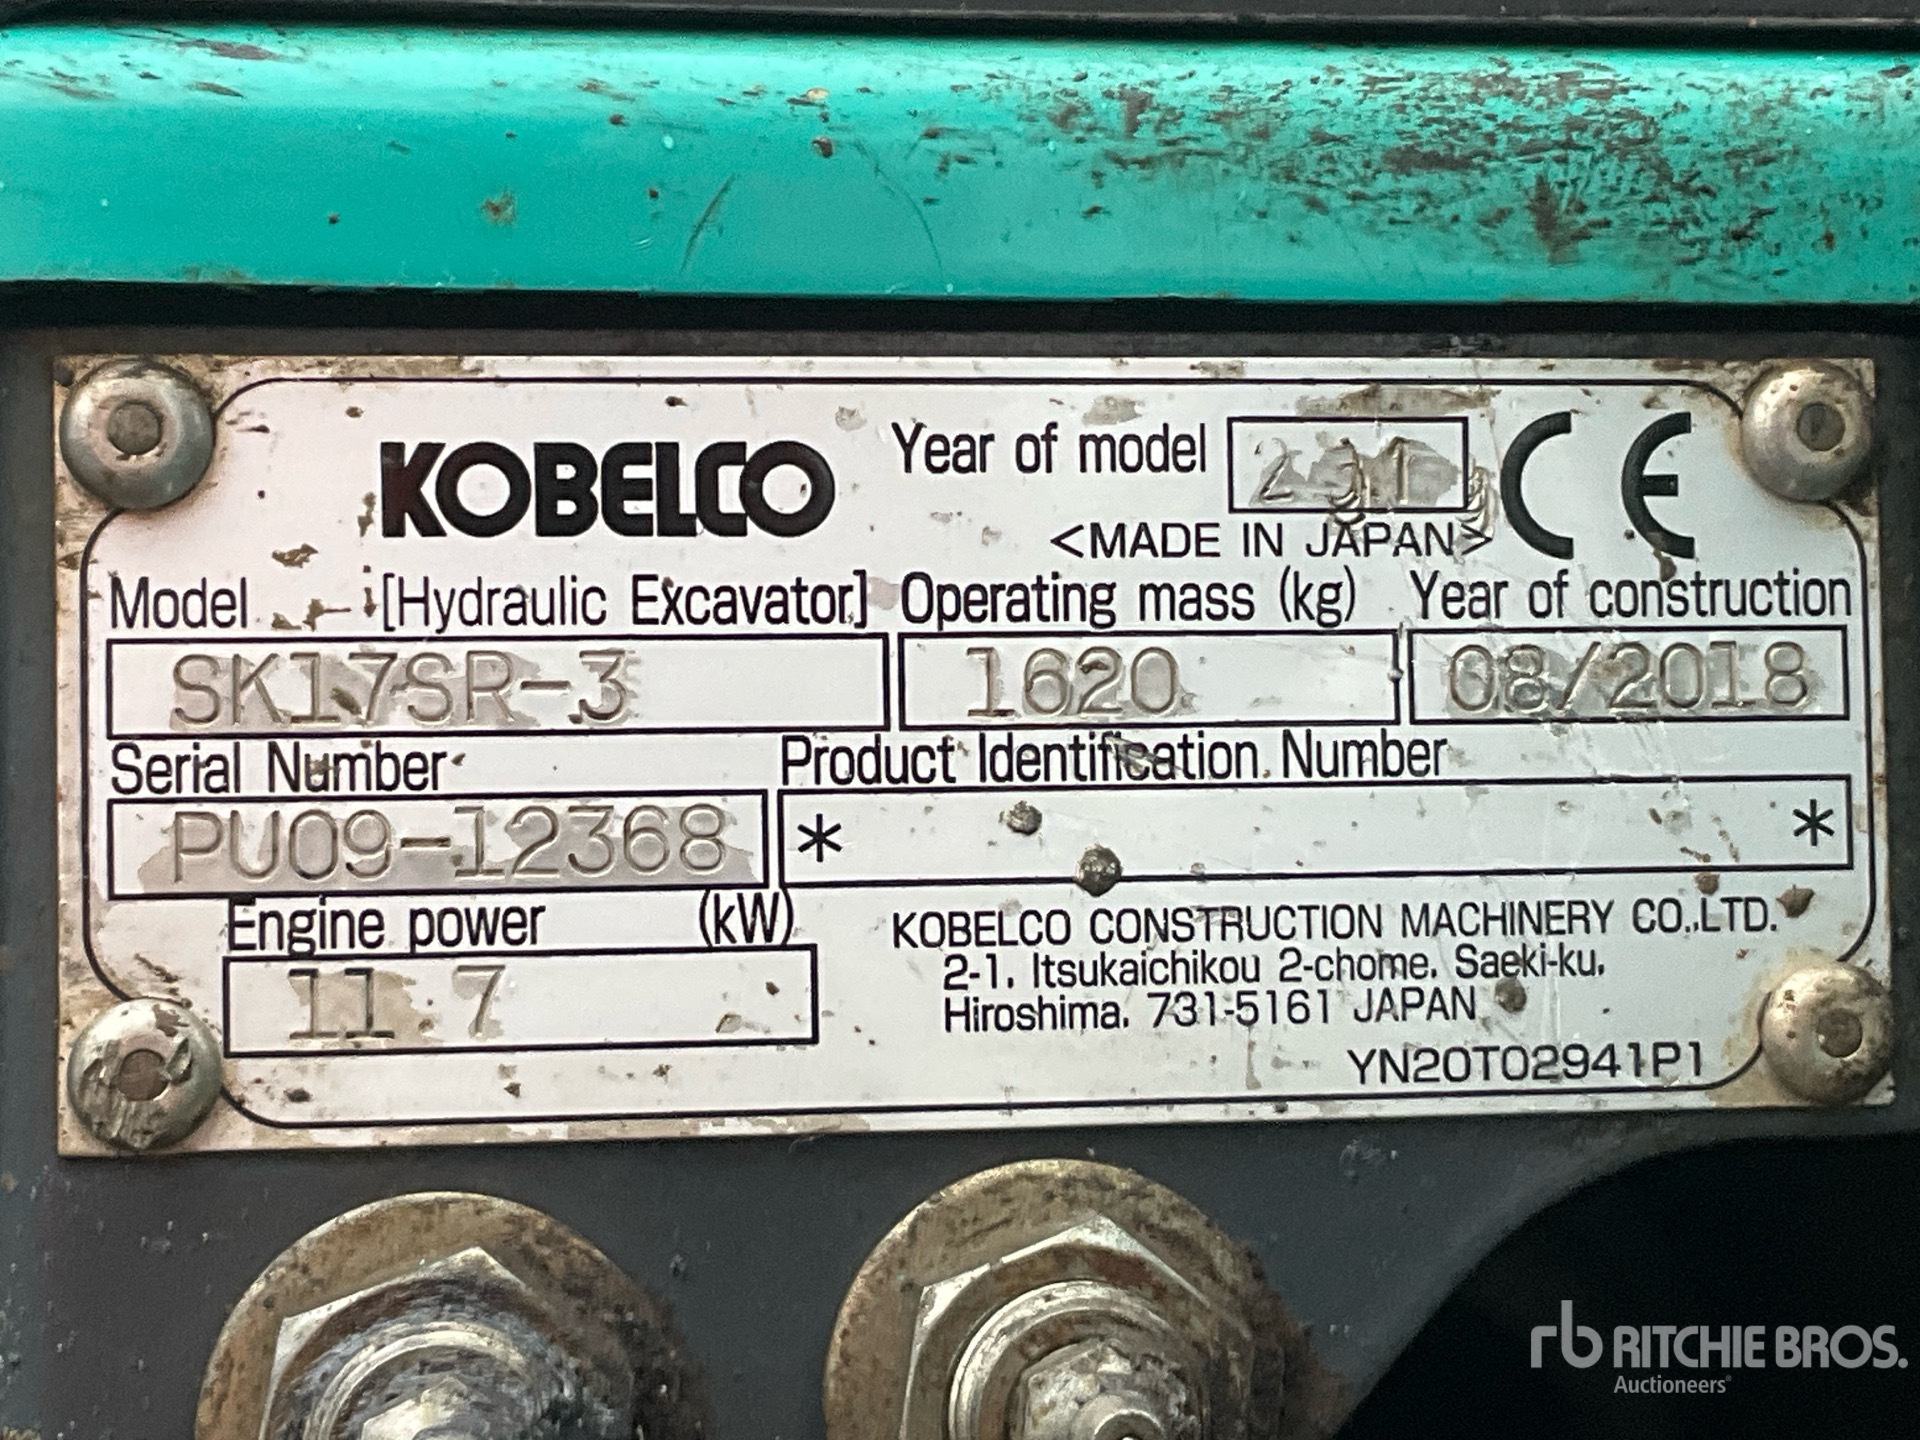 KOBELCO
Year of model
<MADE IN JAPAN>
CE
Model [Hydraulic Excavator]
SK17SR-3
Operating mass (kg)
1620
Year of construction
08/2018
Serial Number
PU09-12368
Product Identification Number
* *
Engine power (kW)
11 7
KOBELCO CONSTRUCTION MACHINERY CO.,LTD.
2-1, Itsukaichikou 2-chome, Saeki-ku,
Hiroshima, 731-5161 JAPAN
YN20T02941P1
rb RITCHIE BROS.
Auctioneers